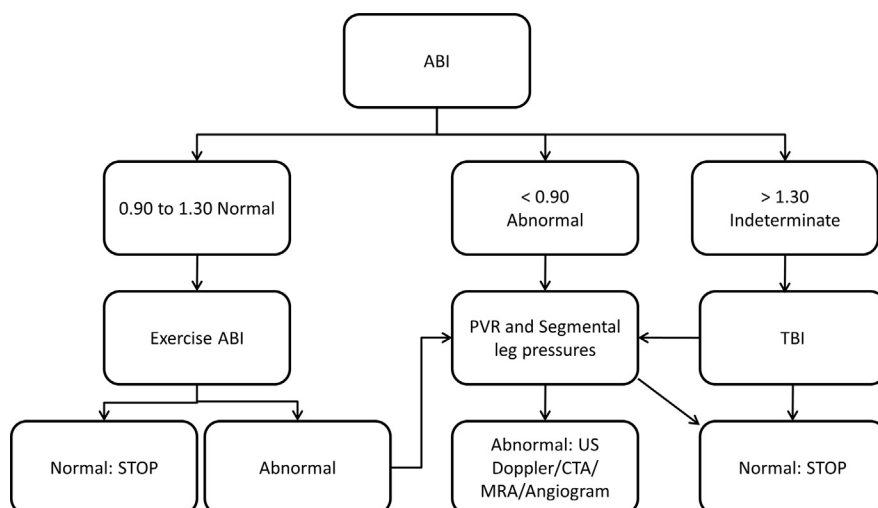 ABI
0.90 to 1.30 Normal
< 0.90
Abnormal
> 1.30
Indeterminate
Exercise ABI
PVR and Segmental
leg pressures
TBI
Normal: STOP
Abnormal
Abnormal: US
Doppler/CTA/
MRA/Angiogram
Normal: STOP